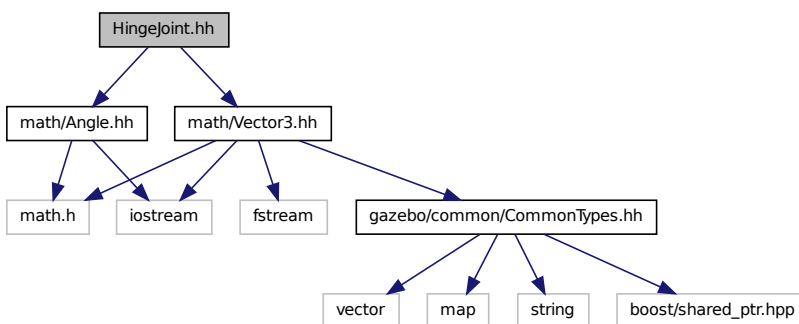 HingeJoint.hh
math/Angle.hh
math/Vector3.hh
math.h
iostream
fstream
gazebo/common/CommonTypes.hh
vector
map
string
boost/shared_ptr.hpp